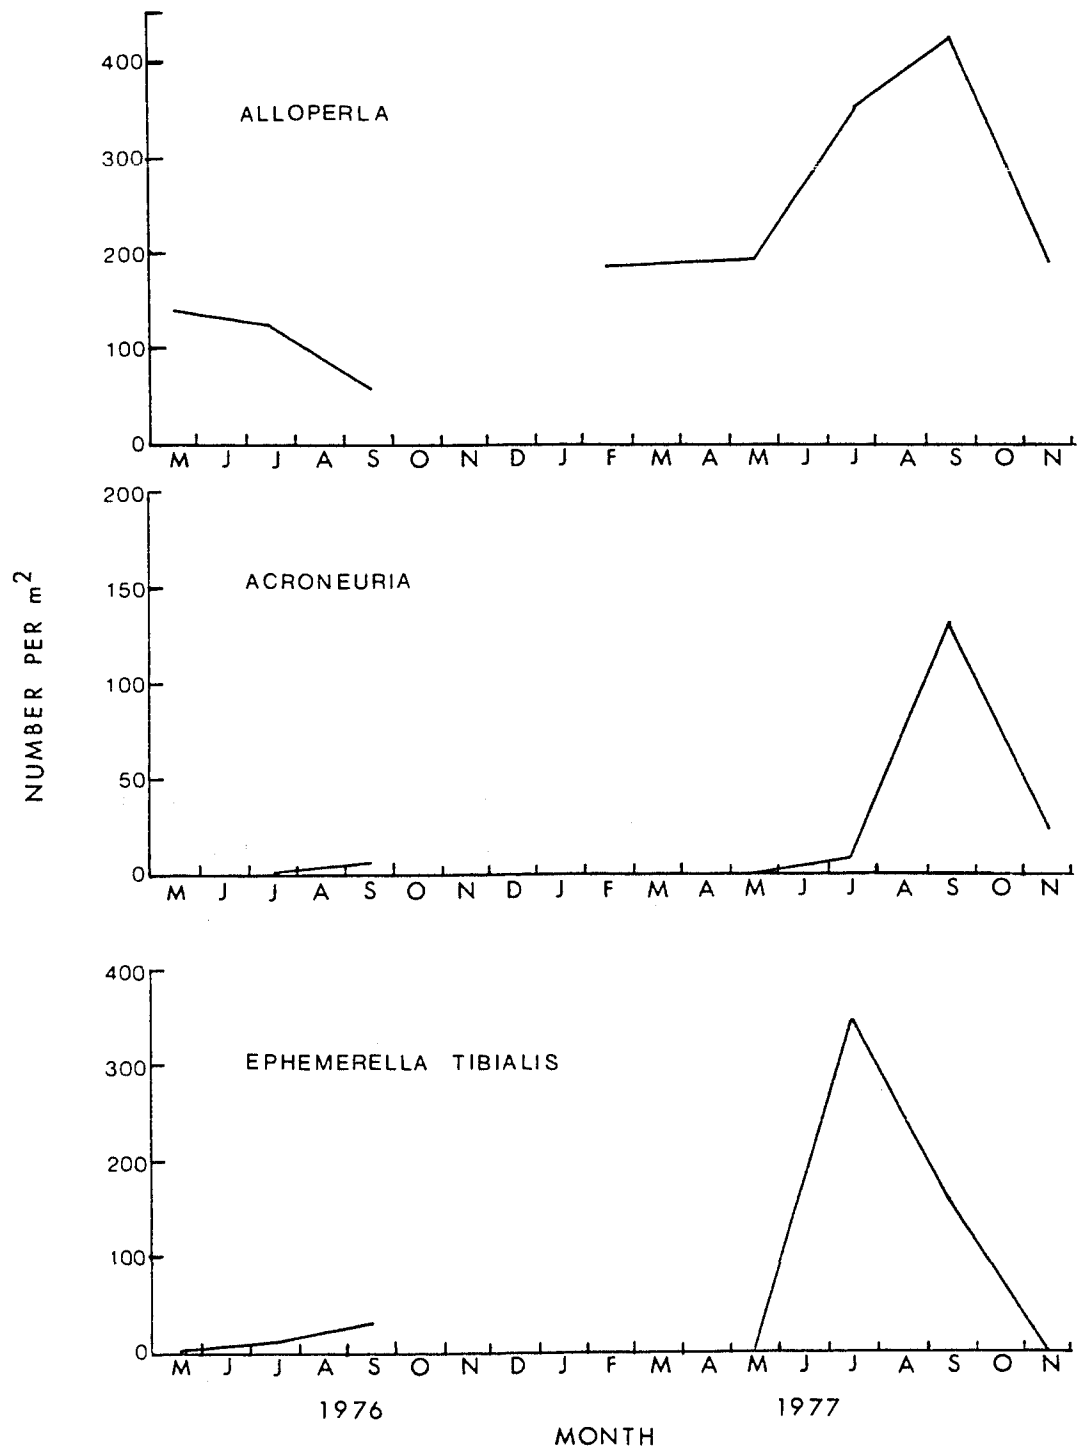 400
ALLOPERLA
300
200
100
0
M J J A S O N D J F M A M J J A S O N
200
150
ACRONEURIA
100
50
0
M J J A S O N D J F M A M J J A S O N
400
300
EPHEMERELLA TIBIALIS
200
100
0
M J J A S O N D J F M A M J J A S O N
1976 1977
MONTH
NUMBER PER m²